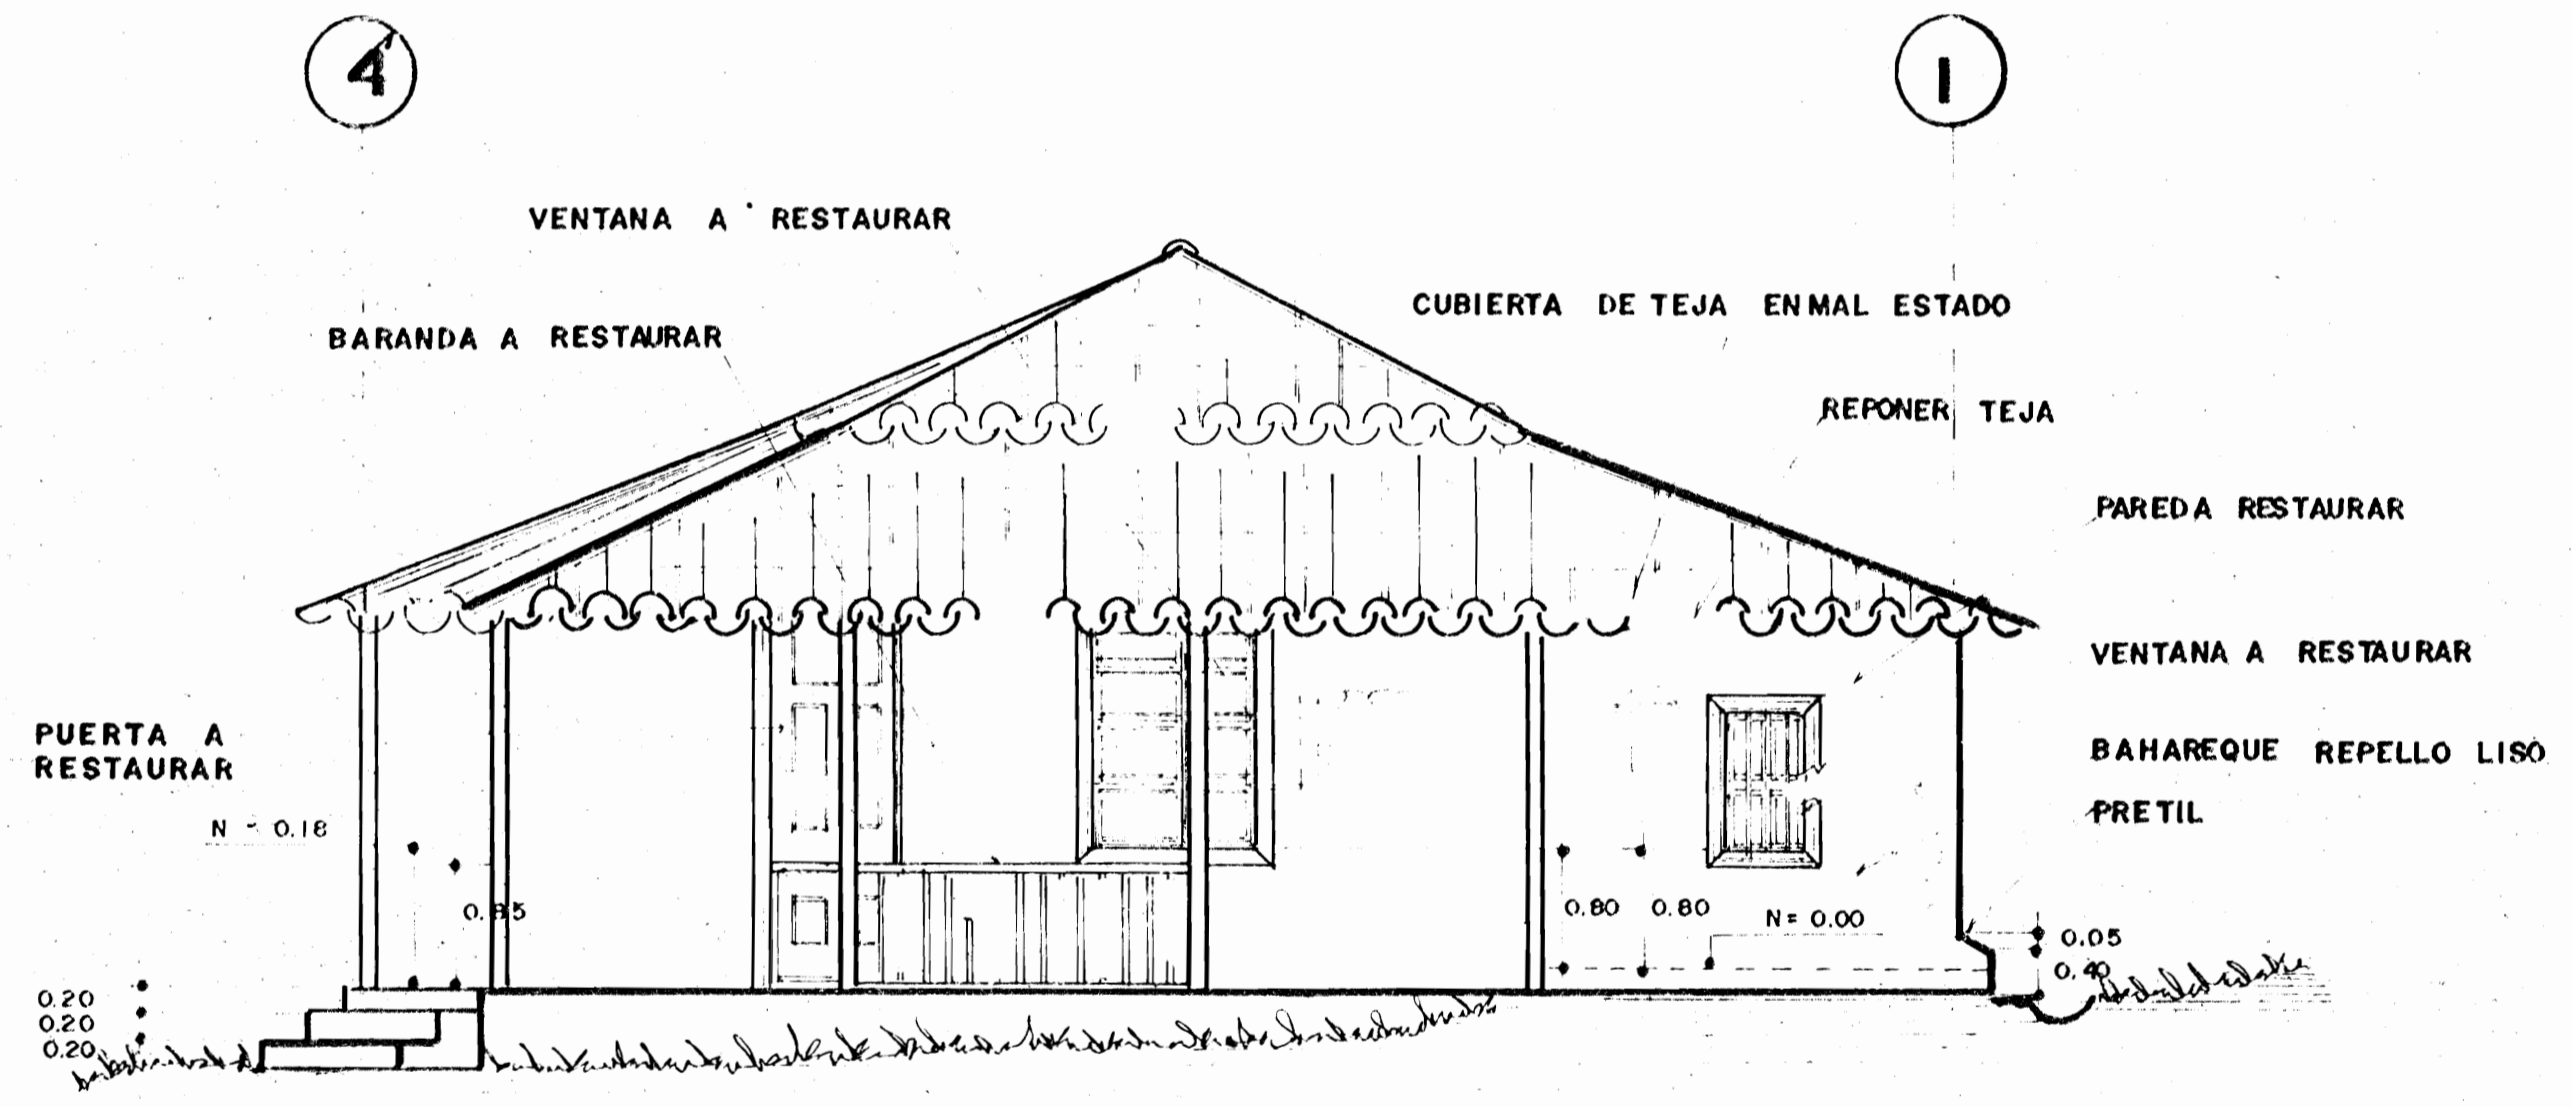 4
1
VENTANA A RESTAURAR
BARANDA A RESTAURAR
CUBIERTA DE TEJA EN MAL ESTADO
REPONER TEJA
PARED A RESTAURAR
VENTANA A RESTAURAR
PUERTA A
RESTAURAR
BAHAREQUE REPELLO LISO
PRETIL
N - 0.18
0.85
0.80
0.80
N = 0.00
0.05
0.40
0.20
0.20
0.20